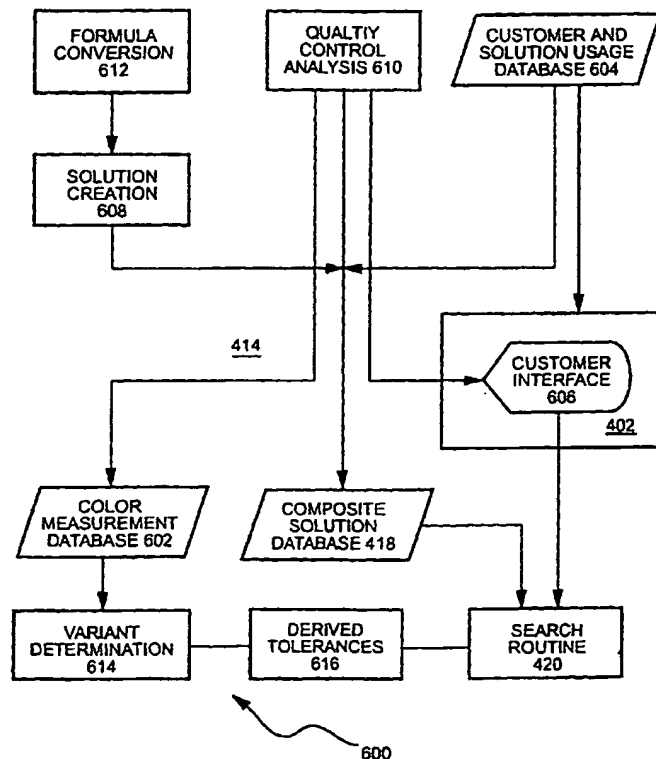 FORMULA
CONVERSION
612
QUALTIY
CONTROL
ANALYSIS 610
CUSTOMER AND
SOLUTION USAGE
DATABASE 604
SOLUTION
CREATION
608
414
CUSTOMER
INTERFACE
606
402
COLOR
MEASUREMENT
DATABASE 602
COMPOSITE
SOLUTION
DATABASE 418
VARIANT
DETERMINATION
614
DERIVED
TOLERANCES
616
SEARCH
ROUTINE
420
600